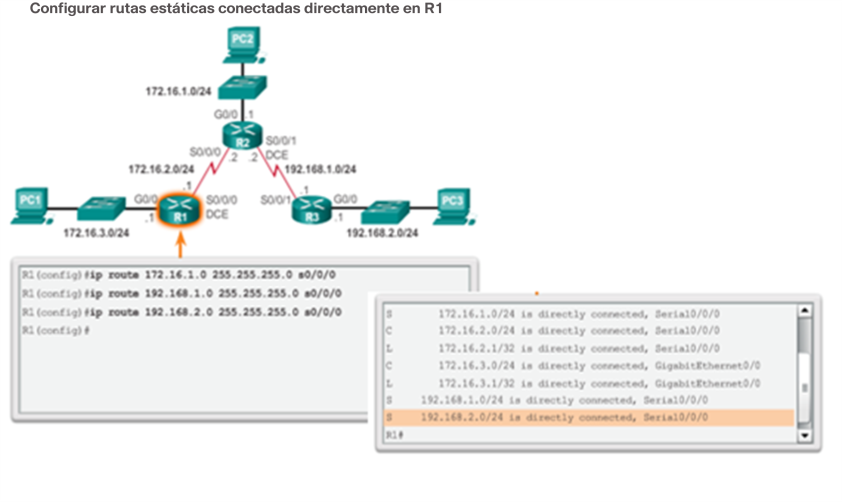 Configurar rutas estáticas conectadas directamente en R1
PC2
172.16.1.0/24
G0/0 .1
R2
S0/0/0 .2 .2 S0/0/1
DCE
172.16.2.0/24
192.168.1.0/24
.1 .1
PC1
G0/0 .1
R1
S0/0/0
DCE
S0/0/1
R3
G0/0
.1
PC3
172.16.3.0/24
192.168.2.0/24
R1(config)#ip route 172.16.1.0 255.255.255.0 s0/0/0
R1(config)#ip route 192.168.1.0 255.255.255.0 s0/0/0
R1(config)#ip route 192.168.2.0 255.255.255.0 s0/0/0
R1(config)#
S 172.16.1.0/24 is directly connected, Serial0/0/0
C 172.16.2.0/24 is directly connected, Serial0/0/0
L 172.16.2.1/32 is directly connected, Serial0/0/0
C 172.16.3.0/24 is directly connected, GigabitEthernet0/0
L 172.16.3.1/32 is directly connected, GigabitEthernet0/0
S 192.168.1.0/24 is directly connected, Serial0/0/0
S 192.168.2.0/24 is directly connected, Serial0/0/0
R1#